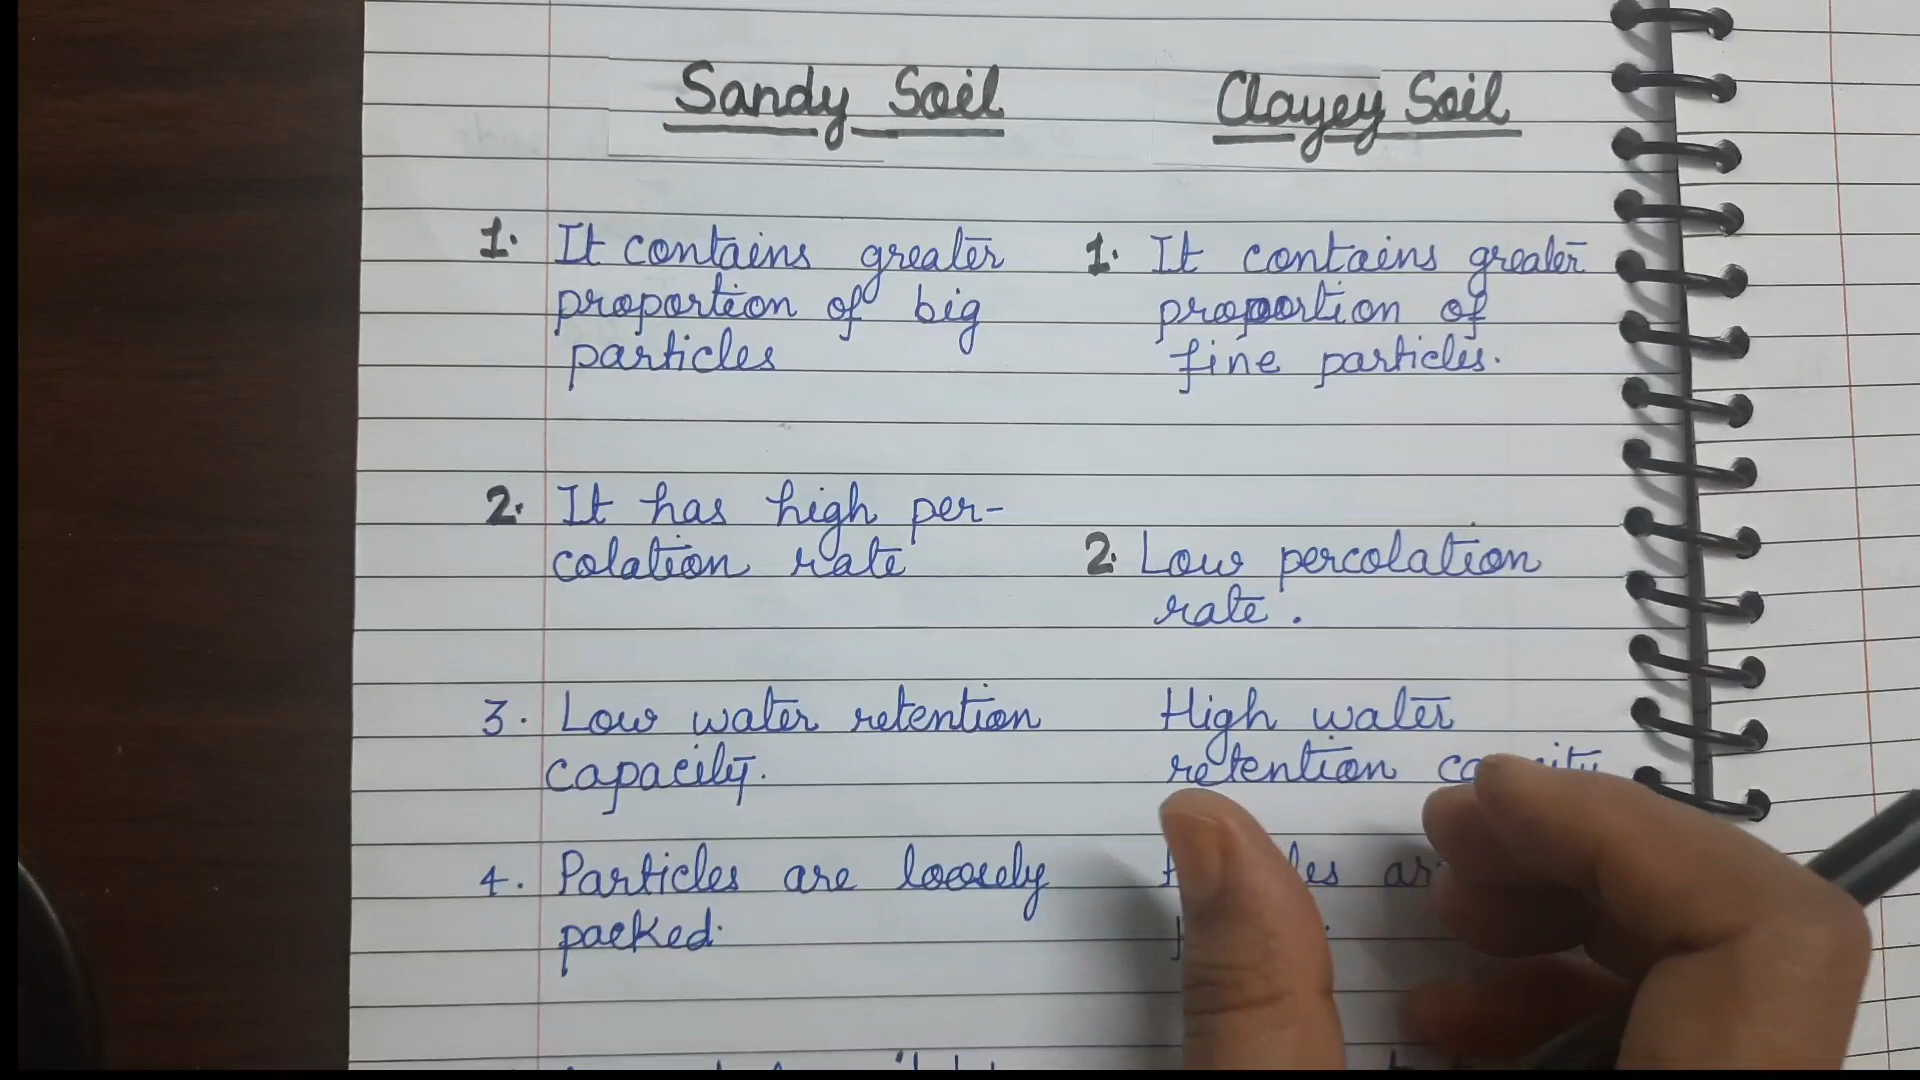 Sandy Soil
Clayey Soil
1. It contains greater
proportion of big
particles
1. It contains greater
proportion of
fine particles.
2. It has high per-
colation rate
2. Low percolation
rate.
3. Low water retention
capacity.
High water
retention
4. Particles are loosely
packed.